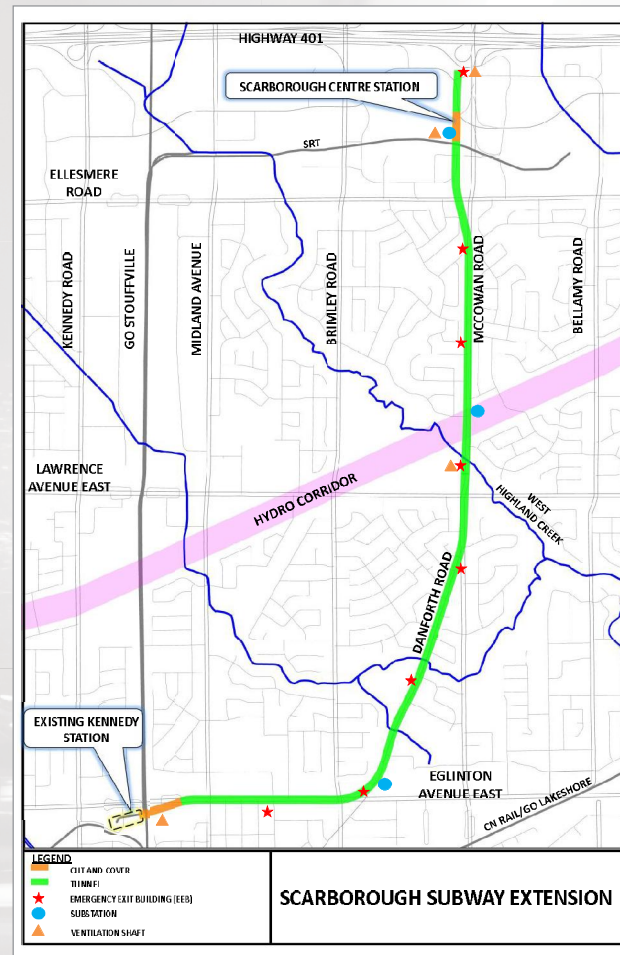 HIGHWAY 401
SCARBOROUGH CENTRE STATION
SRT
ELLESMERE
ROAD
KENNEDY ROAD
GO STOUFFVILLE
MIDLAND AVENUE
BRIMLEY ROAD
MCCOWAN ROAD
BELLAMY ROAD
LAWRENCE
AVENUE EAST
HYDRO CORRIDOR
WEST
HIGHLAND CREEK
DANFORTH ROAD
EXISTING KENNEDY
STATION
EGLINTON
AVENUE EAST
CN RAIL/GO LAKESHORE
LEGEND
CUT AND COVER
TUNNEL
EMERGENCY EXIT BUILDING (EEB)
SUBSTATION
VENTILATION SHAFT
SCARBOROUGH SUBWAY EXTENSION